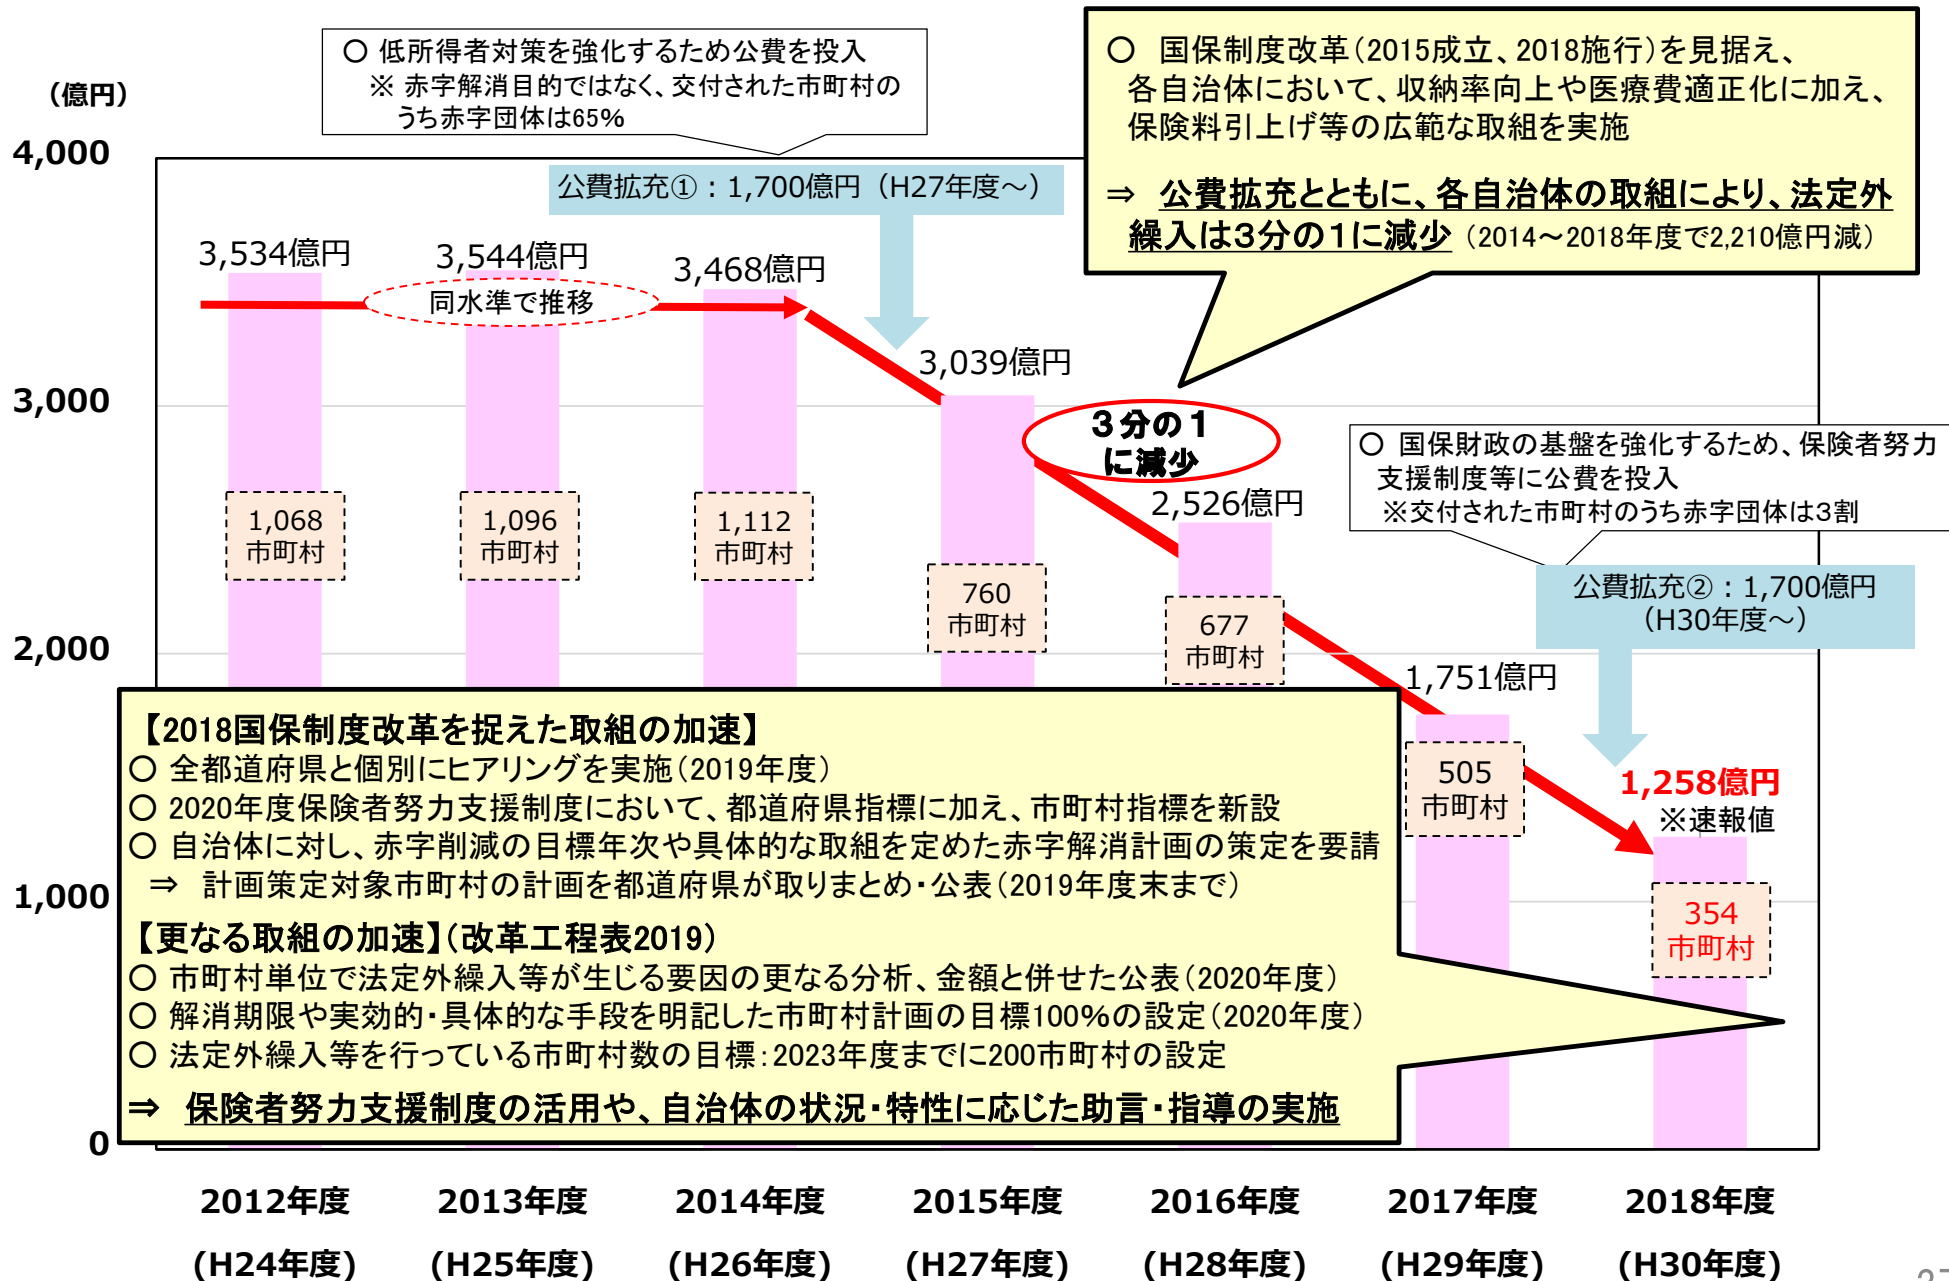 ○ 低所得者対策を強化するため公費を投入
※ 赤字解消目的ではなく、交付された市町村の
うち赤字団体は65%
○ 国保制度改革(2015成立、2018施行)を見据え、
各自治体において、収納率向上や医療費適正化に加え、
保険料引上げ等の広範な取組を実施
⇒ 公費拡充とともに、各自治体の取組により、法定外
繰入は3分の1に減少 (2014～2018年度で2,210億円減)
(億円)
4,000
3,000
2,000
1,000
0
公費拡充①：1,700億円（H27年度～）
3,534億円
3,544億円
3,468億円
同水準で推移
3,039億円
3分の1
に減少
2,526億円
○ 国保財政の基盤を強化するため、保険者努力
支援制度等に公費を投入
※交付された市町村のうち赤字団体は3割
公費拡充②：1,700億円
（H30年度～）
1,068
市町村
1,096
市町村
1,112
市町村
760
市町村
677
市町村
1,751億円
505
市町村
1,258億円
※速報値
354
市町村
【2018国保制度改革を捉えた取組の加速】
○ 全都道府県と個別にヒアリングを実施(2019年度)
○ 2020年度保険者努力支援制度において、都道府県指標に加え、市町村指標を新設
○ 自治体に対し、赤字削減の目標年次や具体的な取組を定めた赤字解消計画の策定を要請
⇒ 計画策定対象市町村の計画を都道府県が取りまとめ・公表(2019年度末まで)
【更なる取組の加速】(改革工程表2019)
○ 市町村単位で法定外繰入等が生じる要因の更なる分析、金額と併せた公表(2020年度)
○ 解消期限や実効的・具体的な手段を明記した市町村計画の目標100%の設定(2020年度)
○ 法定外繰入等を行っている市町村数の目標:2023年度までに200市町村の設定
⇒ 保険者努力支援制度の活用や、自治体の状況・特性に応じた助言・指導の実施
2012年度
(H24年度)
2013年度
(H25年度)
2014年度
(H26年度)
2015年度
(H27年度)
2016年度
(H28年度)
2017年度
(H29年度)
2018年度
(H30年度)